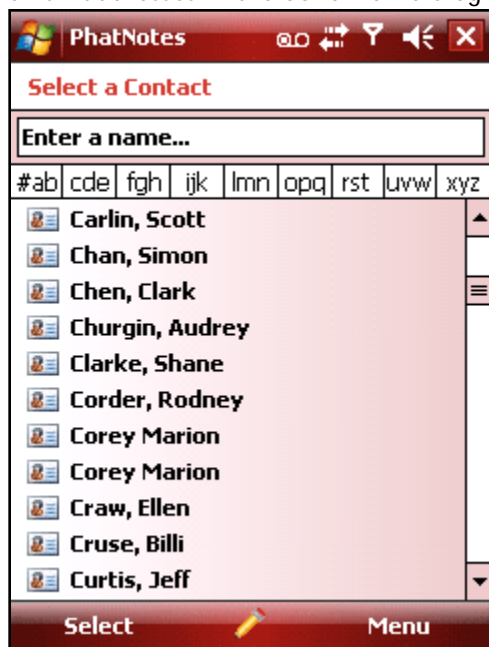 PhatNotes
Select a Contact
Enter a name...
#ab cde fgh ijk lmn opq rst uvw xyz
Carlin, Scott
Chan, Simon
Chen, Clark
Churgin, Audrey
Clarke, Shane
Corder, Rodney
Corey Marion
Corey Marion
Craw, Ellen
Cruse, Billi
Curtis, Jeff
Select Menu